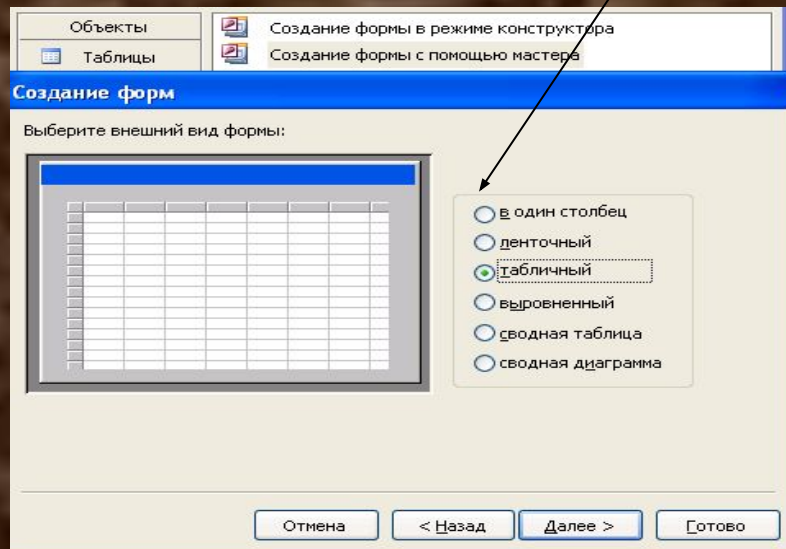 Объекты
Создание формы в режиме конструктора
Таблицы
Создание формы с помощью мастера
Создание форм
Выберите внешний вид формы:
в один столбец
ленточный
табличный
выровненный
сводная таблица
сводная диаграмма
Отмена
< Назад
Далее >
Готово